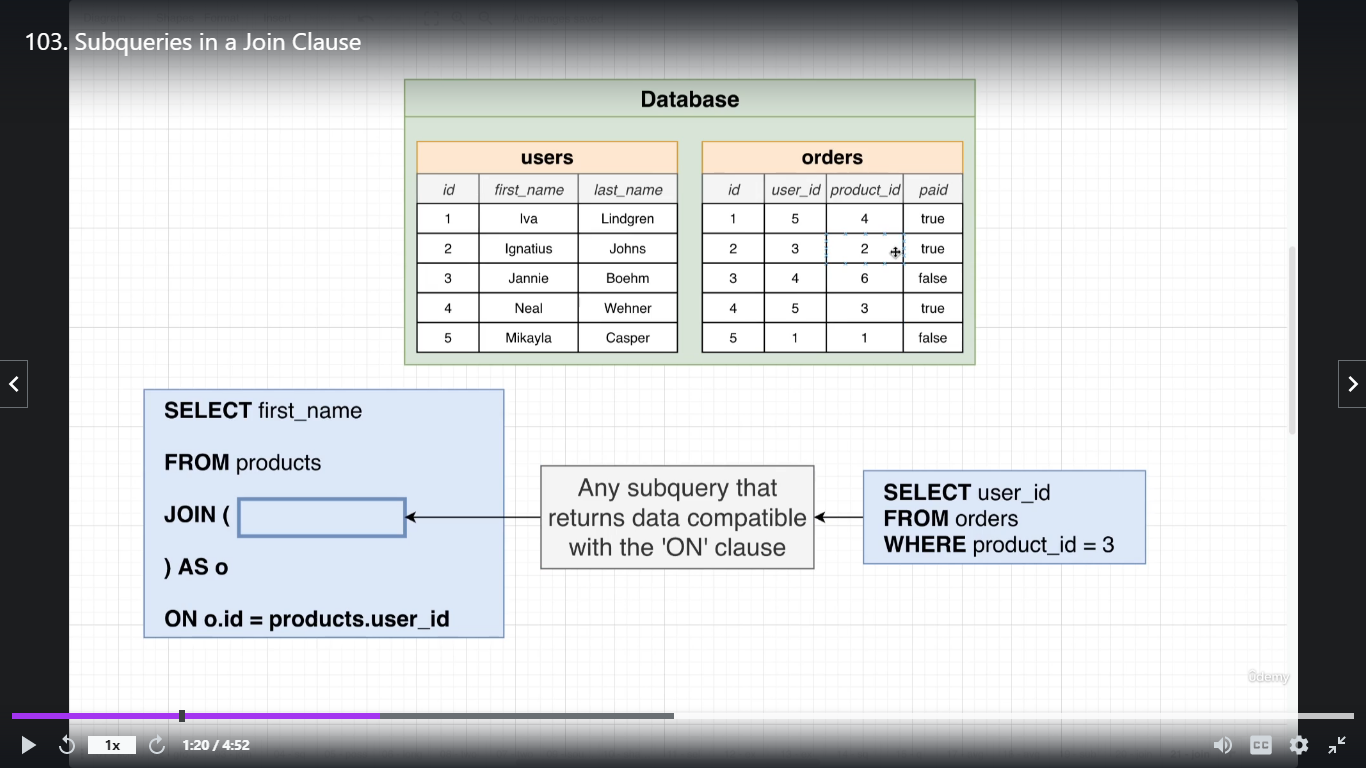 103. Subqueries in a Join Clause
Database
users
id first_name last_name
1 Iva Lindgren
2 Ignatius Johns
3 Jannie Boehm
4 Neal Wehner
5 Mikayla Casper
orders
id user_id product_id paid
1 5 4 true
2 3 2 true
3 4 6 false
4 5 3 true
5 1 1 false
SELECT first_name
FROM products
JOIN (
) AS o
ON o.id = products.user_id
Any subquery that
returns data compatible
with the 'ON' clause
SELECT user_id
FROM orders
WHERE product_id = 3
ûdemy
1x
1:20 / 4:52
CC